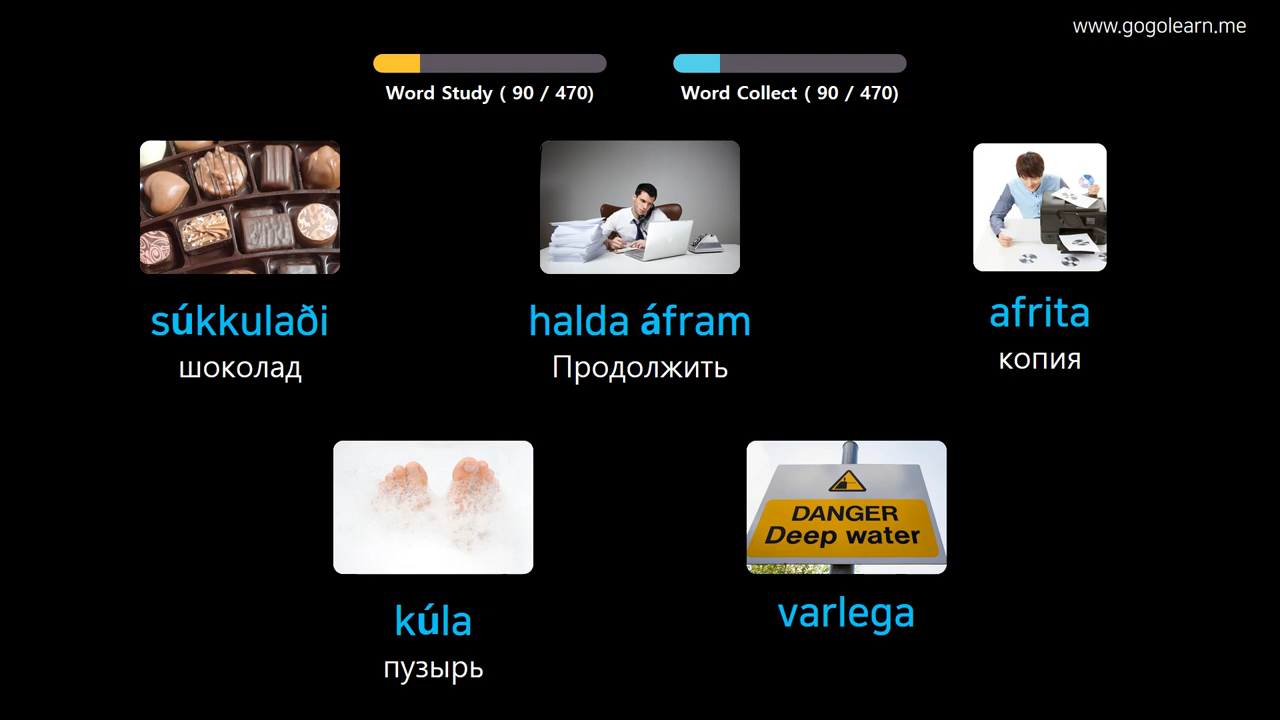 www.gogolearn.me
Word Study ( 90 / 470)
Word Collect ( 90 / 470)
súkkulaði
шоколад
halda áfram
Продолжить
afrita
копия
kúla
пузырь
DANGER
Deep water
varlega